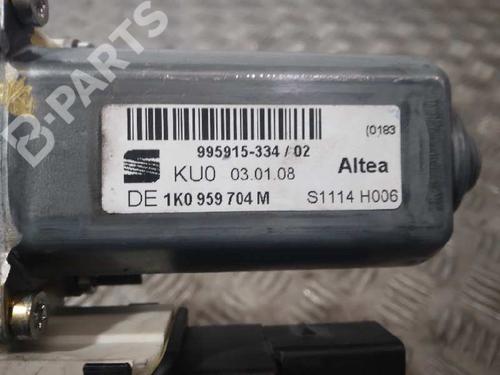 B-PARTS
(0183
995915-334 / 02
KU0 03.01.08
Altea
DE 1K0 959 704 M
S1114 H006